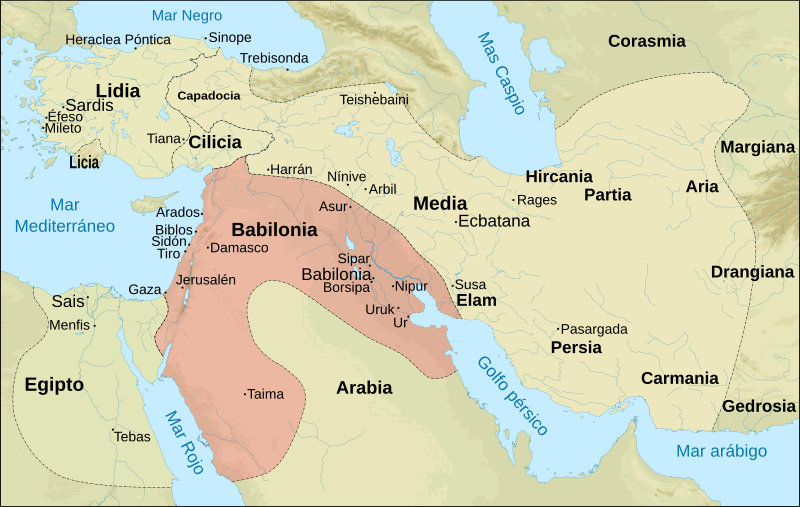 Mar Negro
Heraclea Póntica
Sinope
Trebisonda
Mas Caspio
Corasmia
Lidia
Sardis
Éfeso
Mileto
Licia
Capadocia
Tiana
Cilicia
Teishebaini
Margiana
Harrán
Nínive
Arbil
Asur
Media
Ecbatana
Hircania
Rages
Partia
Aria
Mar
Mediterráneo
Arados
Biblos
Sidón
Tiro
Damasco
Babilonia
Sipar
Babilonia
Borsipa
Nipur
Susa
Elam
Drangiana
Gaza
Jerusalén
Uruk
Ur
Sais
Menfis
Pasargada
Persia
Egipto
Taima
Arabia
Golfo pérsico
Carmania
Gedrosia
Tebas
Mar Rojo
Mar arábigo